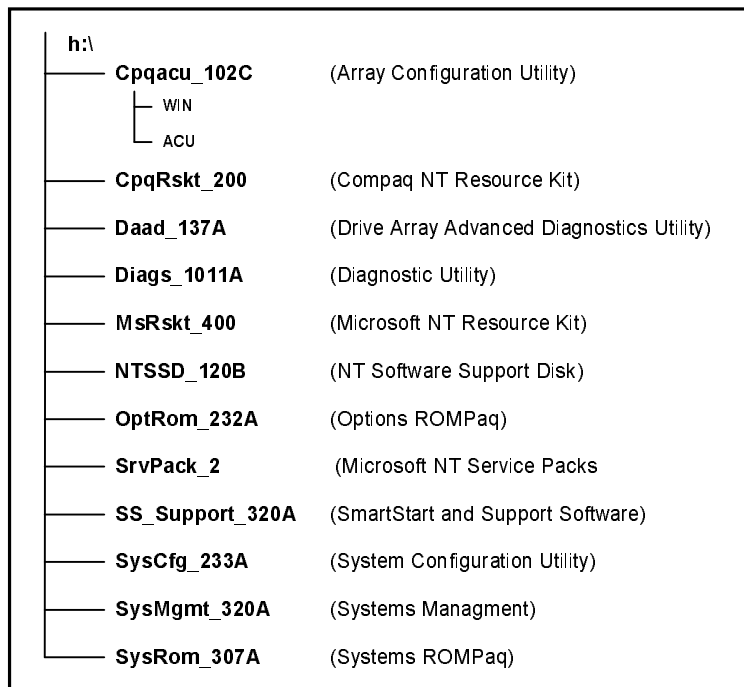 h:\
Cpqacu_102C (Array Configuration Utility)
WIN
ACU
CpqRskt_200 (Compaq NT Resource Kit)
Daad_137A (Drive Array Advanced Diagnostics Utility)
Diags_1011A (Diagnostic Utility)
MsRskt_400 (Microsoft NT Resource Kit)
NTSSD_120B (NT Software Support Disk)
OptRom_232A (Options ROMPaq)
SrvPack_2 (Microsoft NT Service Packs
SS_Support_320A (SmartStart and Support Software)
SysCfg_233A (System Configuration Utility)
SysMgmt_320A (Systems Managment)
SysRom_307A (Systems ROMPaq)